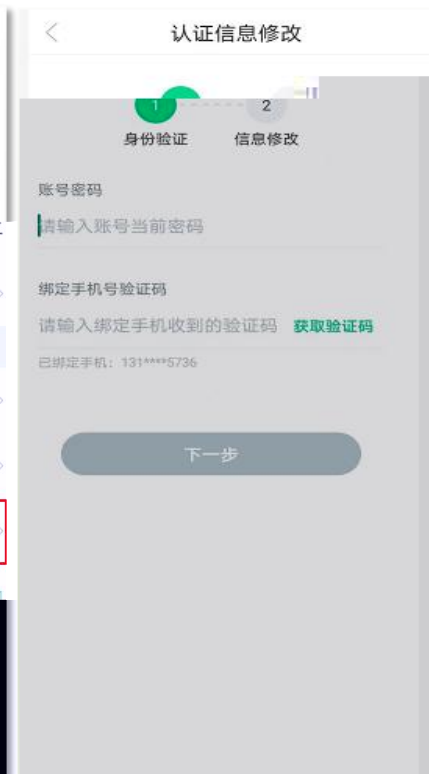 认证信息修改
1 2
身份验证 信息修改
账号密码
请输入账号当前密码
绑定手机号验证码
请输入绑定手机收到的验证码 获取验证码
已绑定手机：131****5736
下一步